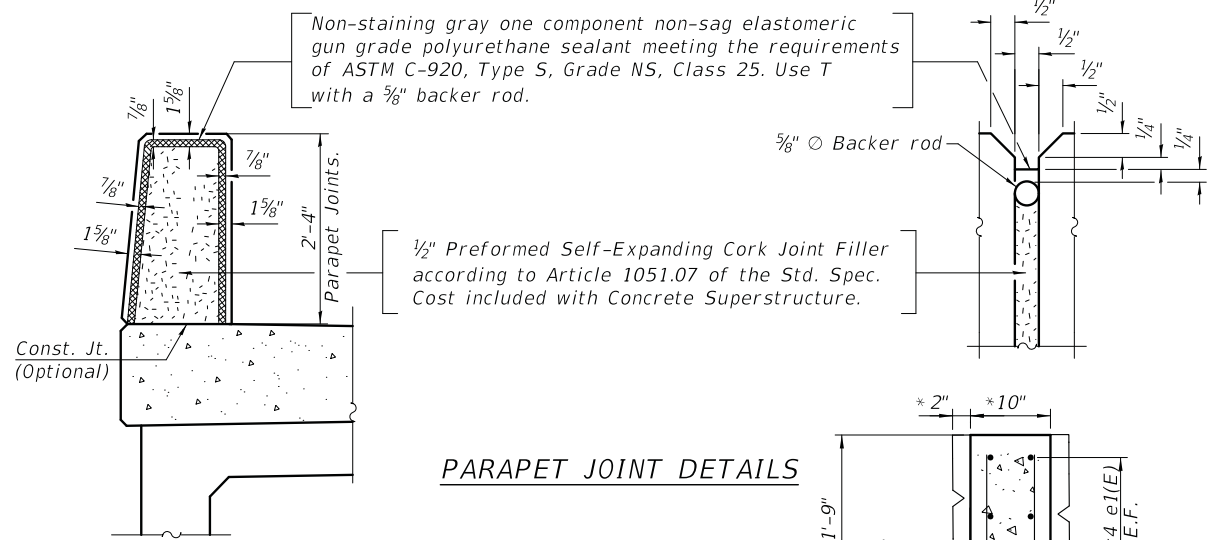 Non-staining gray one component non-sag elastomeric
gun grade polyurethane sealant meeting the requirements
of ASTM C-920, Type S, Grade NS, Class 25. Use T
with a ⅝" backer rod.
½"
½"
½"
½"
¼"
¼"
⅝" ∅ Backer rod
⅞"
1⅝"
⅞"
⅞"
1⅝"
1⅝"
2'-4"
Parapet Joints.
½" Preformed Self-Expanding Cork Joint Filler
according to Article 1051.07 of the Std. Spec.
Cost included with Concrete Superstructure.
Const. Jt.
(Optional)
PARAPET JOINT DETAILS
* 2"
*10"
1'-9"
4 e1(E)
E.F.